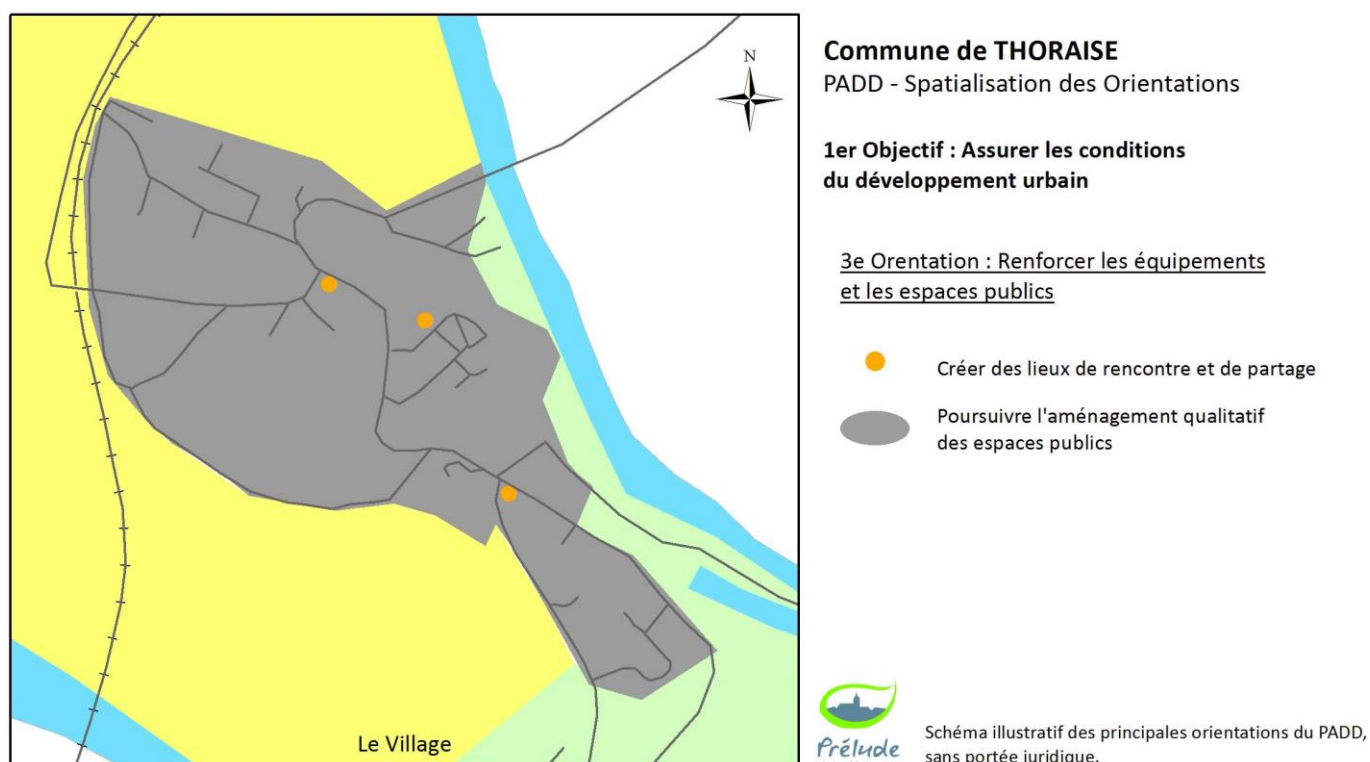 Commune de THORAISE
PADD - Spatialisation des Orientations
1er Objectif : Assurer les conditions
du développement urbain
3e Orentation : Renforcer les équipements
et les espaces publics
Créer des lieux de rencontre et de partage
Poursuivre l'aménagement qualitatif
des espaces publics
N
Le Village
Prélude
Schéma illustratif des principales orientations du PADD,
sans portée juridique.